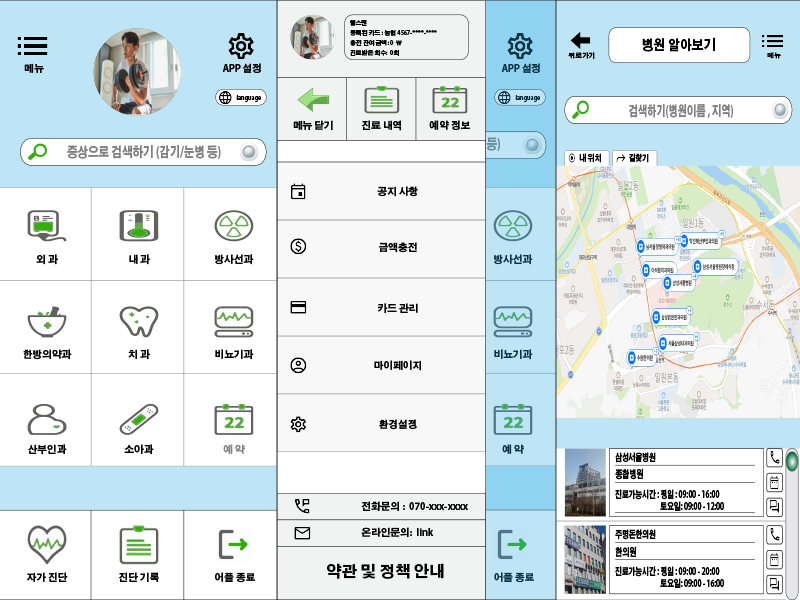 메뉴
APP 설정
language
증상으로 검색하기 (감기/눈병 등)
외 과
내 과
방사선과
한방의약과
치 과
비뇨기과
산부인과
소아과
22
예 약
자가 진단
진단 기록
어플 종료
헬스맨
등록된 카드 : 농협 4567-****-****
충전 잔여 금액: 0 ₩
진료받은 회수: 0회
메뉴 닫기
진료 내역
22
예약 정보
공지 사항
금액충전
카드 관리
마이페이지
환경설정
전화문의 : 070-xxx-xxxx
온라인문의: link
약관 및 정책 안내
APP 설정
language
등)
방사선과
비뇨기과
22
예 약
어플 종료
뒤로가기
병원 알아보기
메뉴
검색하기(병원이름 , 지역)
내 위치
길찾기
일원1동
수서동
일원본동
삼성서울병원
종합병원
진료가능시간 : 평일 : 09:00 - 16:00
토요일: 09:00 - 12:00
주명돈한의원
한의원
진료가능시간 : 평일 : 09:00 - 20:00
토요일: 09:00 - 16:00